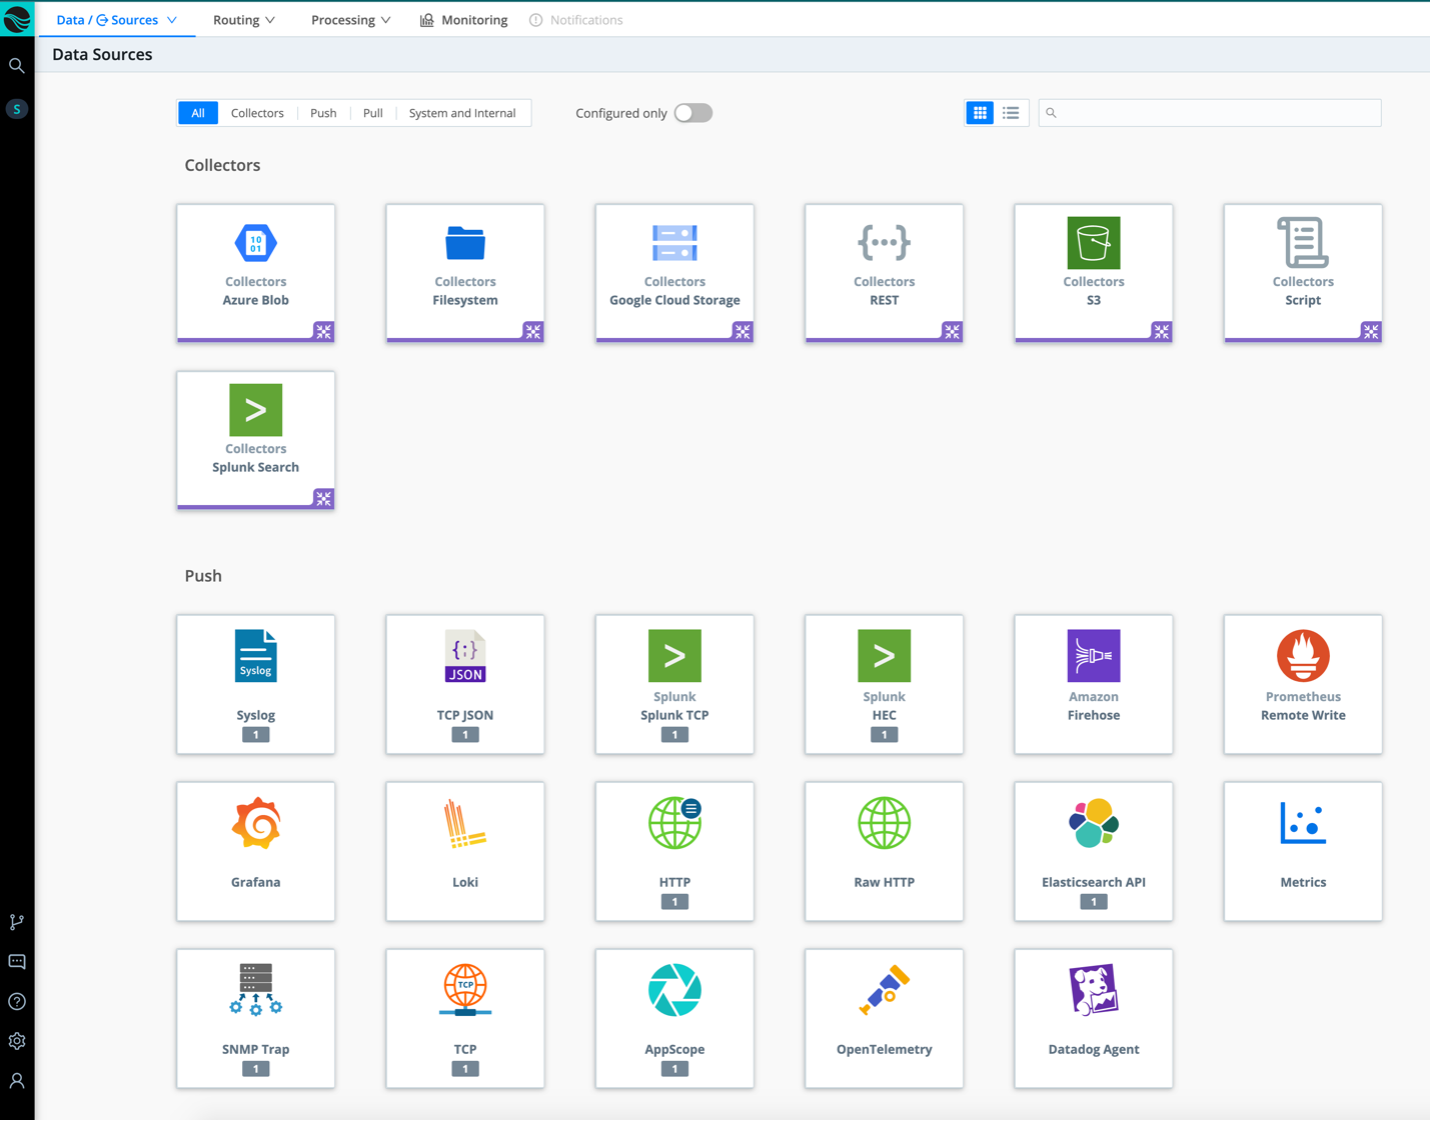 Data / Sources Routing Processing Monitoring Notifications
Data Sources
S
All Collectors Push Pull System and Internal Configured only
Collectors
10
01
Collectors
Azure Blob
Collectors
Filesystem
Collectors
Google Cloud Storage
Collectors
REST
Collectors
S3
Collectors
Script
Collectors
Splunk Search
Push
Syslog
Syslog
1
JSON
TCP JSON
1
Splunk
Splunk TCP
1
Splunk
HEC
1
Amazon
Firehose
Prometheus
Remote Write
Grafana
Loki
HTTP
1
Raw HTTP
Elasticsearch API
1
Metrics
SNMP Trap
1
TCP
TCP
1
AppScope
1
OpenTelemetry
Datadog Agent